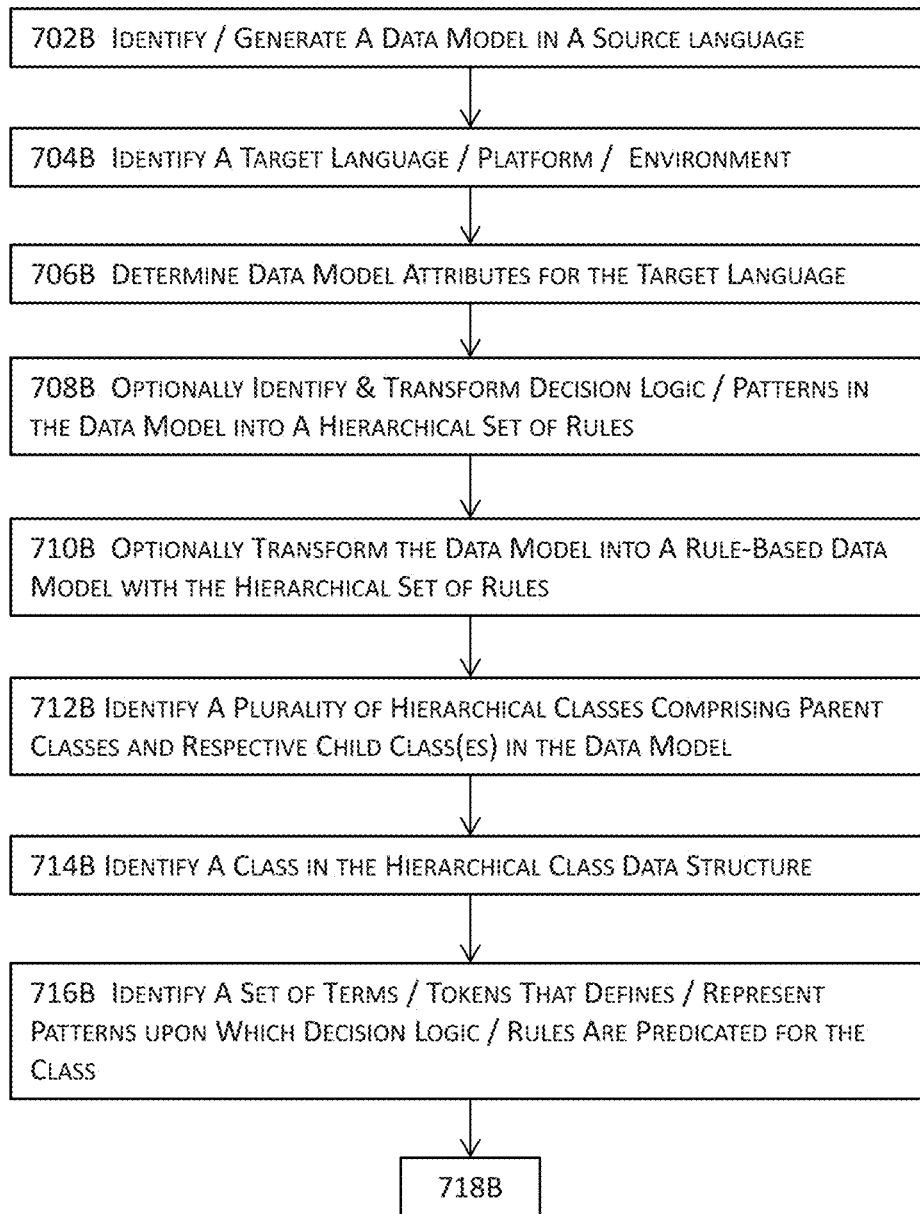 702B IDENTIFY / GENERATE A DATA MODEL IN A SOURCE LANGUAGE
704B IDENTIFY A TARGET LANGUAGE / PLATFORM / ENVIRONMENT
706B DETERMINE DATA MODEL ATTRIBUTES FOR THE TARGET LANGUAGE
708B OPTIONALLY IDENTIFY & TRANSFORM DECISION LOGIC / PATTERNS IN
THE DATA MODEL INTO A HIERARCHICAL SET OF RULES
710B OPTIONALLY TRANSFORM THE DATA MODEL INTO A RULE-BASED DATA
MODEL WITH THE HIERARCHICAL SET OF RULES
712B IDENTIFY A PLURALITY OF HIERARCHICAL CLASSES COMPRISING PARENT
CLASSES AND RESPECTIVE CHILD CLASS(ES) IN THE DATA MODEL
714B IDENTIFY A CLASS IN THE HIERARCHICAL CLASS DATA STRUCTURE
716B IDENTIFY A SET OF TERMS / TOKENS THAT DEFINES / REPRESENT
PATTERNS UPON WHICH DECISION LOGIC / RULES ARE PREDICATED FOR THE
CLASS
718B